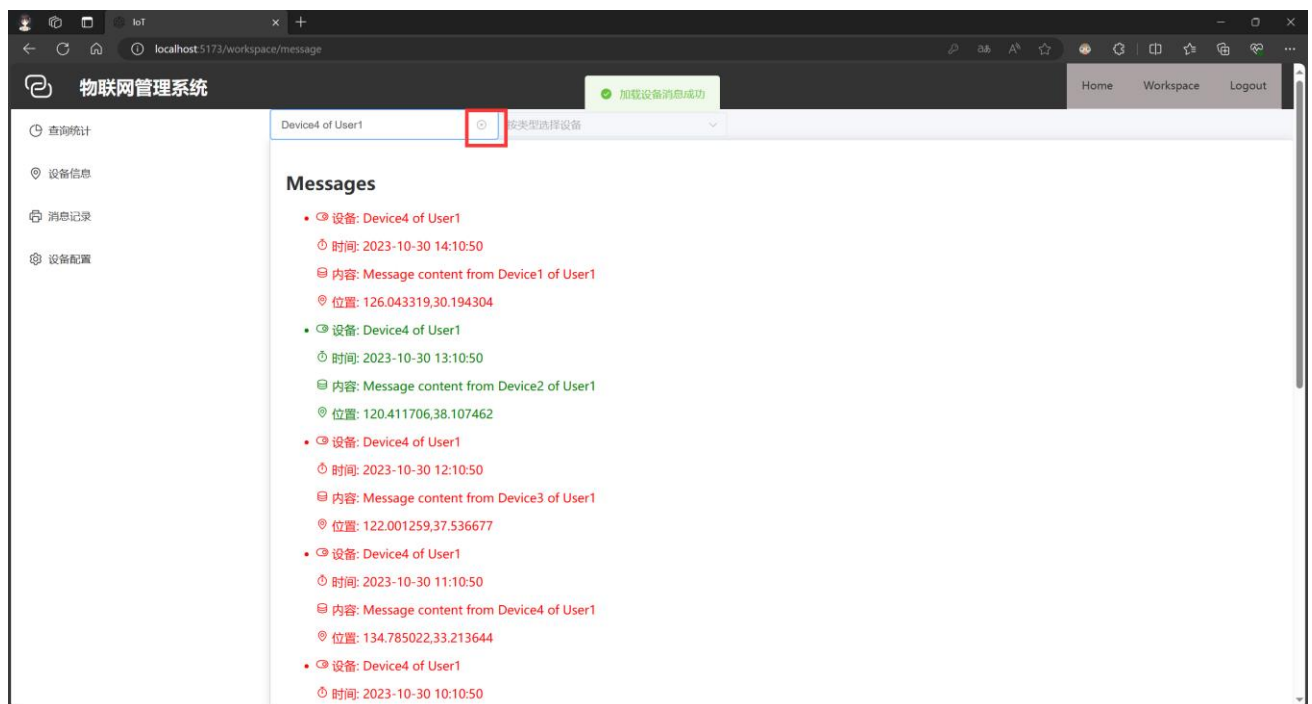 IoT
localhost:5173/workspace/message
物联网管理系统
加载设备消息成功
Home Workspace Logout
查询统计
设备信息
消息记录
设备配置
Device4 of User1
按类型选择设备
Messages
设备: Device4 of User1
时间: 2023-10-30 14:10:50
内容: Message content from Device1 of User1
位置: 126.043319,30.194304
设备: Device4 of User1
时间: 2023-10-30 13:10:50
内容: Message content from Device2 of User1
位置: 120.411706,38.107462
设备: Device4 of User1
时间: 2023-10-30 12:10:50
内容: Message content from Device3 of User1
位置: 122.001259,37.536677
设备: Device4 of User1
时间: 2023-10-30 11:10:50
内容: Message content from Device4 of User1
位置: 134.785022,33.213644
设备: Device4 of User1
时间: 2023-10-30 10:10:50